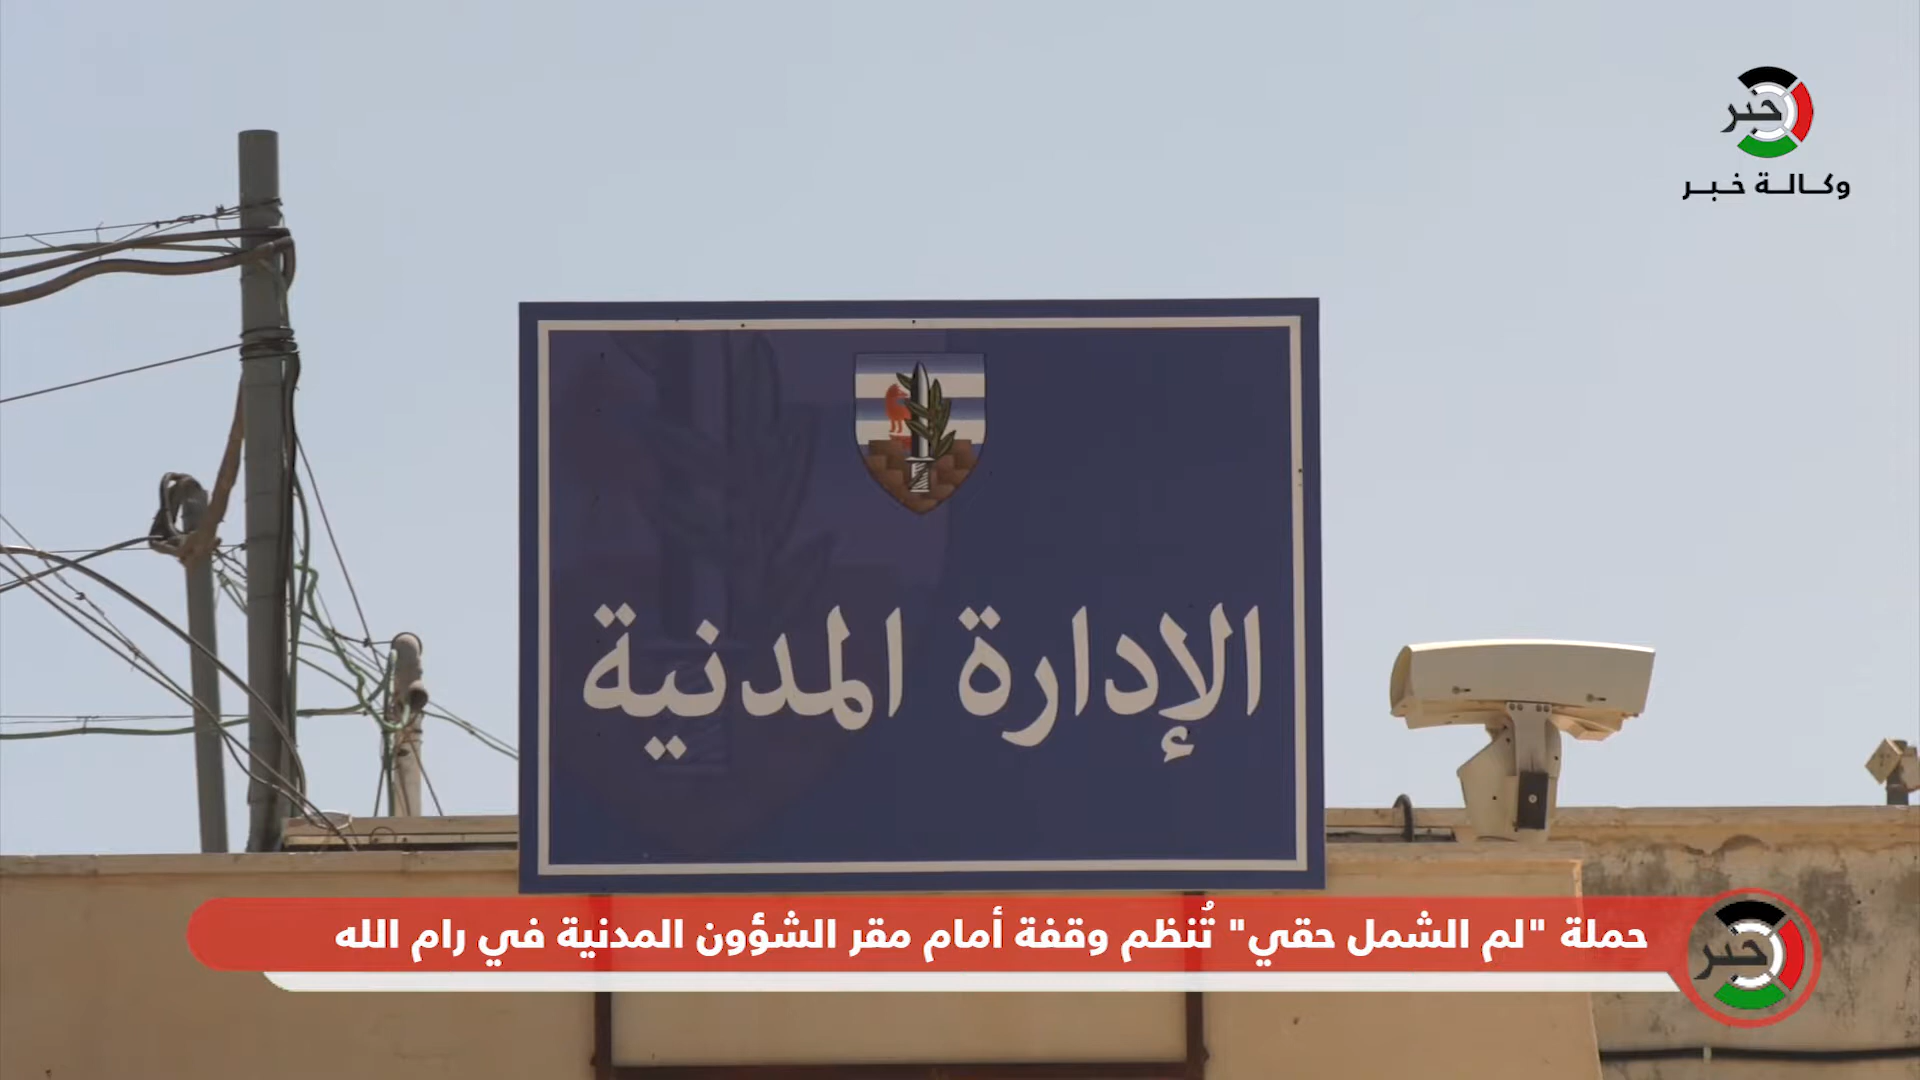 خبر
وكالة خبر
الإدارة المدنية
حملة "لم الشمل حقي" تُنظم وقفة أمام مقر الشؤون المدنية في رام الله
خبر